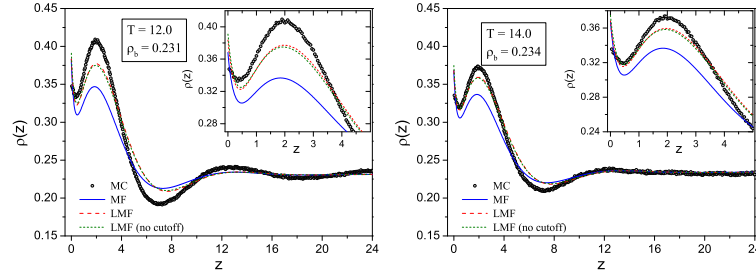 T = 12.0
ρb = 0.231
ρ(z)
0.45
0.40
0.35
0.30
0.25
0.20
0.15
0 4 8 12 16 20 24
z
MC
MF
LMF
LMF (no cutoff)
ρ(z)
0.40
0.36
0.32
0.28
0 1 2 3 4
z
T = 14.0
ρb = 0.234
ρ(z)
0.45
0.40
0.35
0.30
0.25
0.20
0.15
0 4 8 12 16 20 24
z
MC
MF
LMF
LMF (no cutoff)
ρ(z)
0.36
0.32
0.28
0.24
0 1 2 3 4 5
z